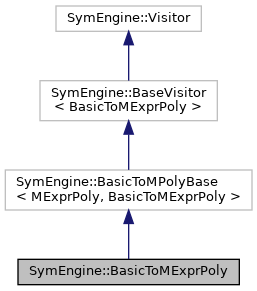 SymEngine::Visitor
SymEngine::BaseVisitor
< BasicToMExprPoly >
SymEngine::BasicToMPolyBase
< MExprPoly, BasicToMExprPoly >
SymEngine::BasicToMExprPoly